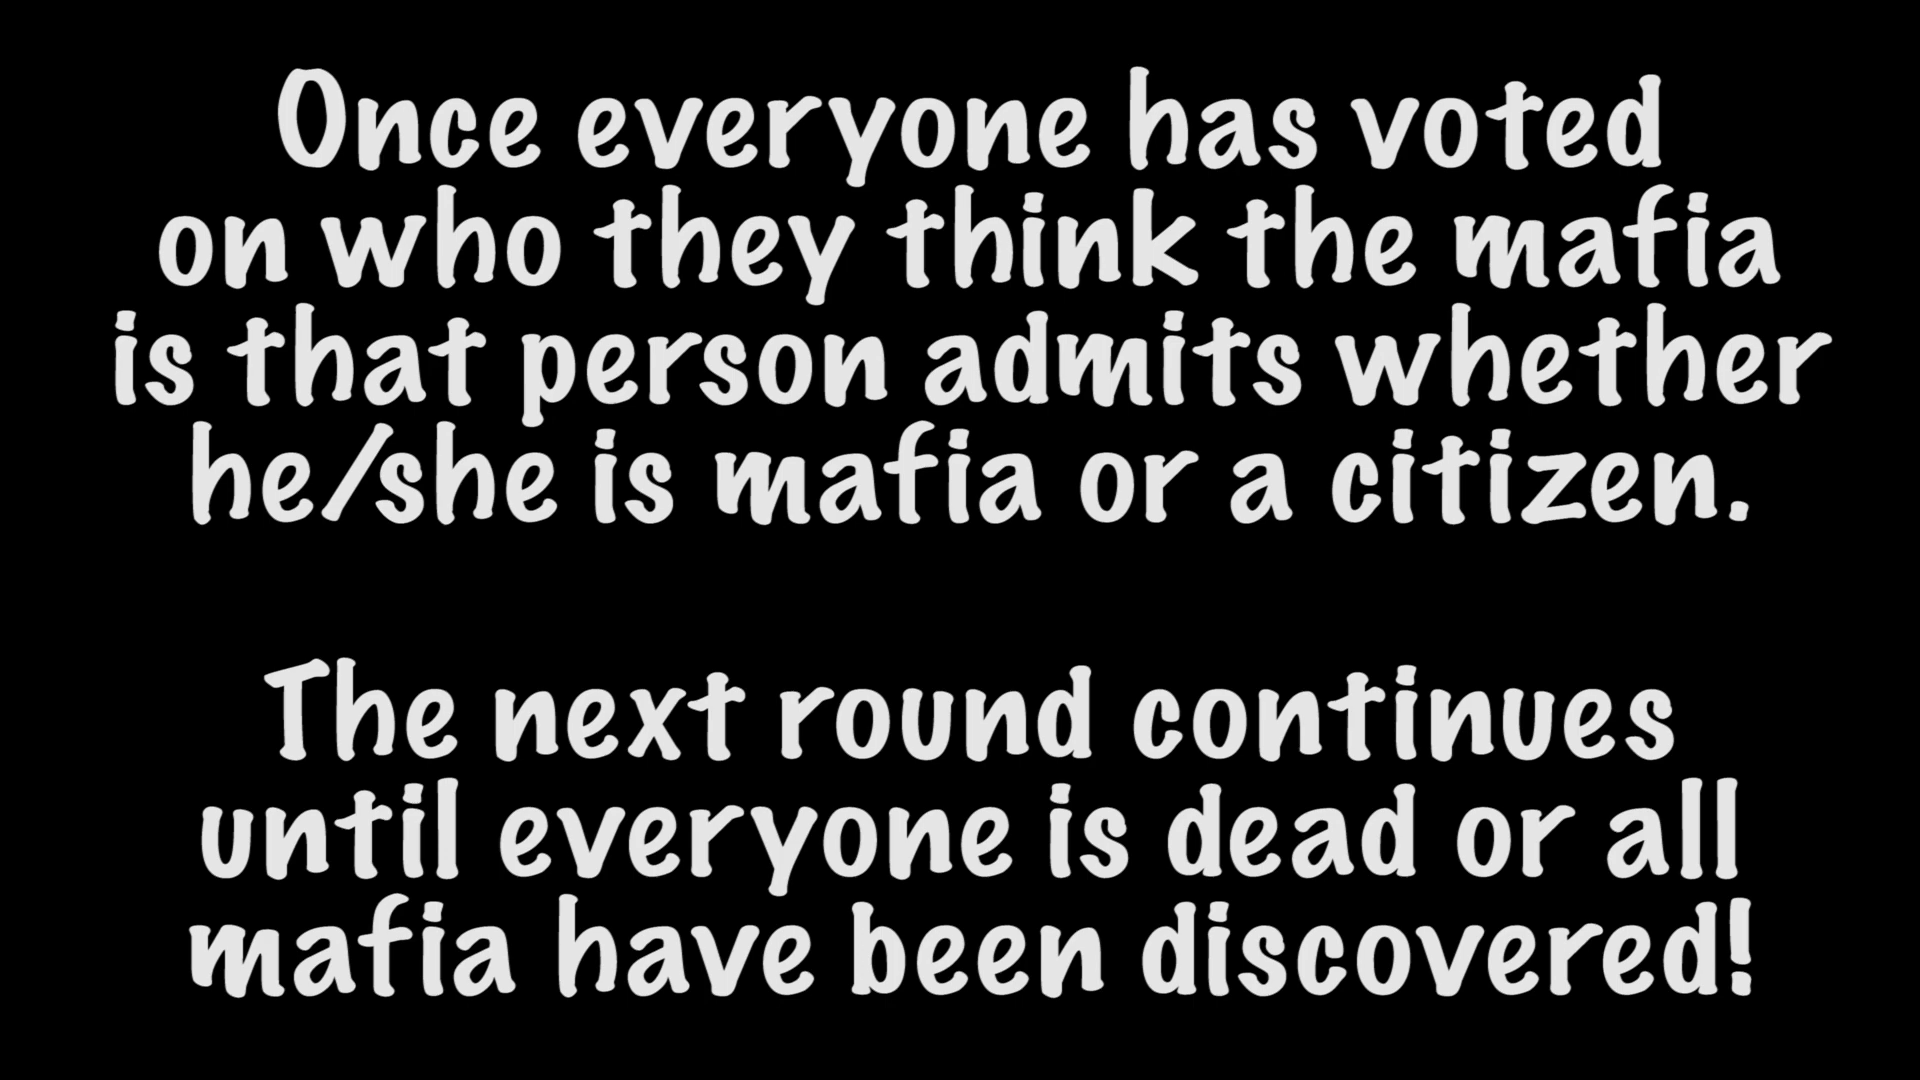 Once everyone has voted
on who they think the mafia
is that person admits whether
he/she is mafia or a citizen.
The next round continues
until everyone is dead or all
mafia have been discovered!